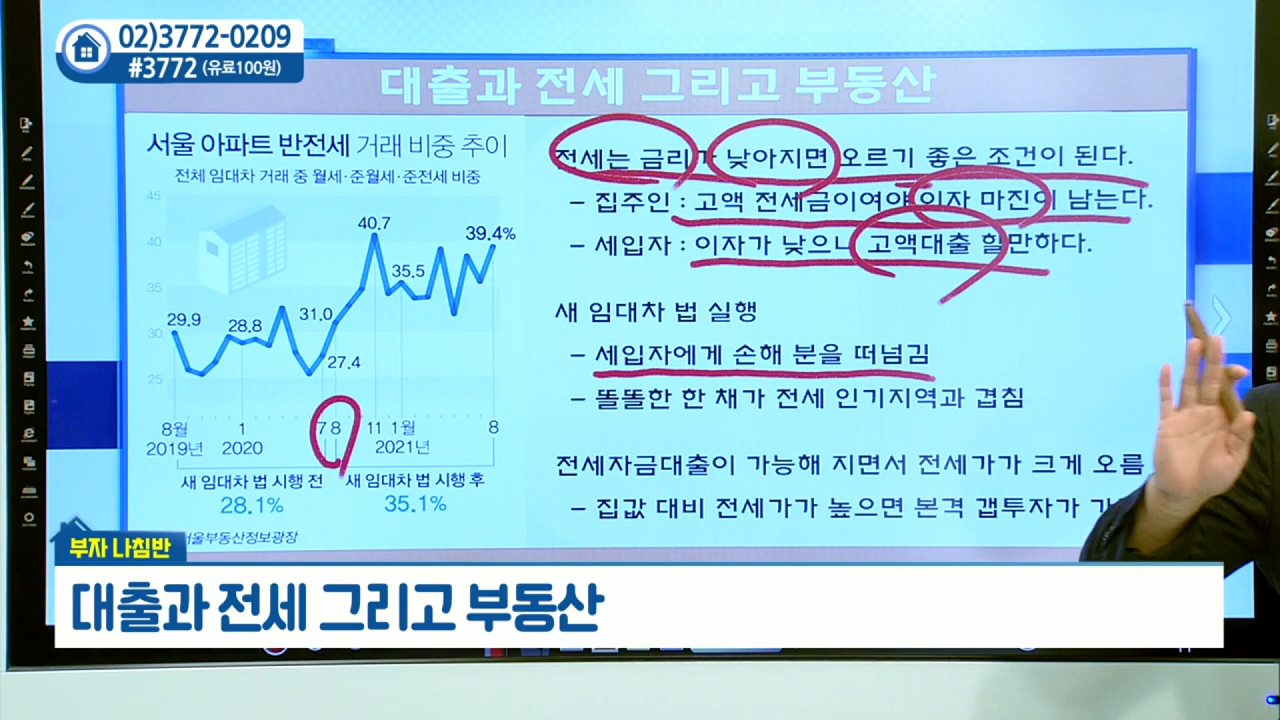 02)3772-0209
#3772 (유료100원)
대출과 전세 그리고 부동산
서울 아파트 반전세 거래 비중 추이
전체 임대차 거래 중 월세·준월세·준전세 비중
45
40
35
30
25
29.9
28.8
31.0
27.4
40.7
35.5
39.4%
8월 1 7 8 11 1월 8
2019년 2020 2021년
새 임대차 법 시행 전 새 임대차 법 시행 후
28.1% 35.1%
서울부동산정보광장
전세는 금리가 낮아지면 오르기 좋은 조건이 된다.
– 집주인 : 고액 전세금이여야 이자 마진이 남는다.
– 세입자 : 이자가 낮으니 고액대출 할만하다.
새 임대차 법 실행
– 세입자에게 손해 분을 떠넘김
– 똘똘한 한 채가 전세 인기지역과 겹침
전세자금대출이 가능해 지면서 전세가가 크게 오름
– 집값 대비 전세가가 높으면 본격 갭투자가
부자 나침반
대출과 전세 그리고 부동산